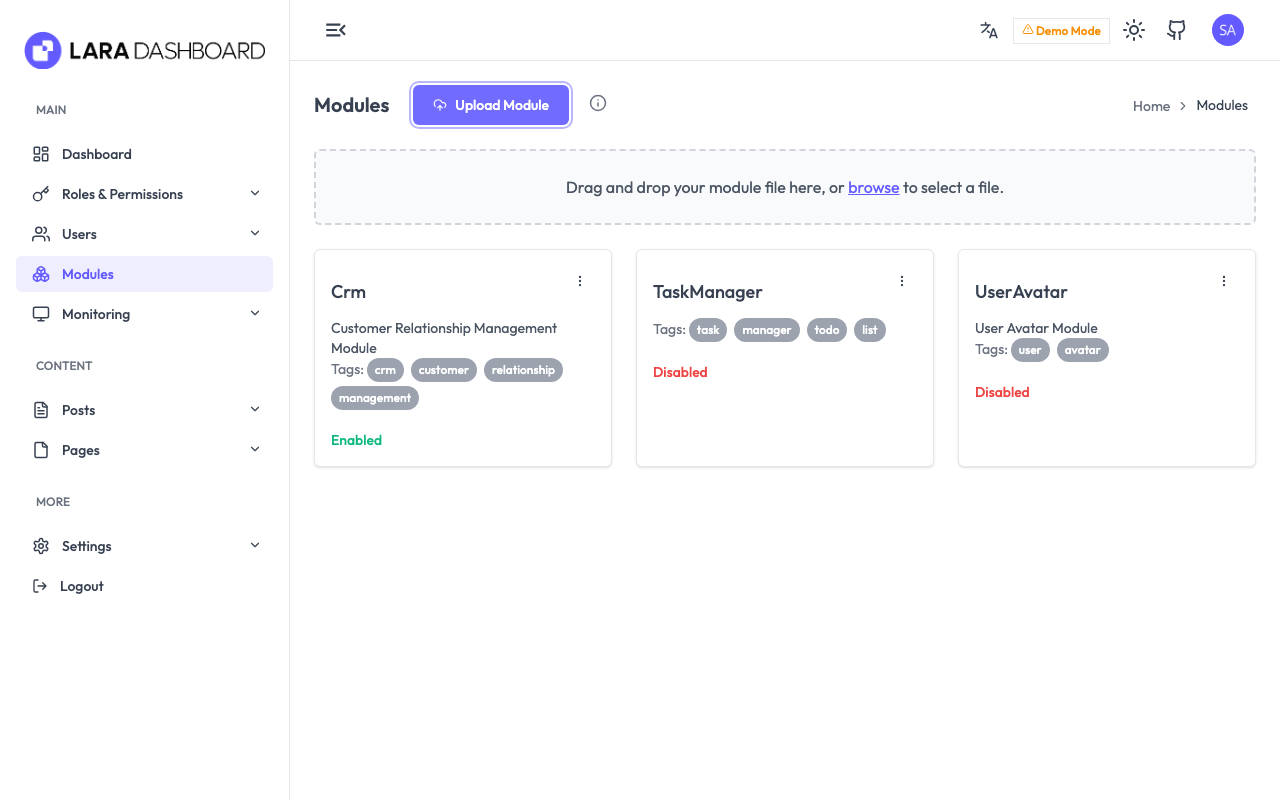 LARA DASHBOARD
MAIN
Dashboard
Roles & Permissions
Users
Modules
Monitoring
CONTENT
Posts
Pages
MORE
Settings
Logout
Demo Mode
SA
Modules
Upload Module
Home > Modules
Drag and drop your module file here, or browse to select a file.
Crm
Customer Relationship Management
Module
Tags: crm customer relationship
management
Enabled
TaskManager
Tags: task manager todo list
Disabled
UserAvatar
User Avatar Module
Tags: user avatar
Disabled